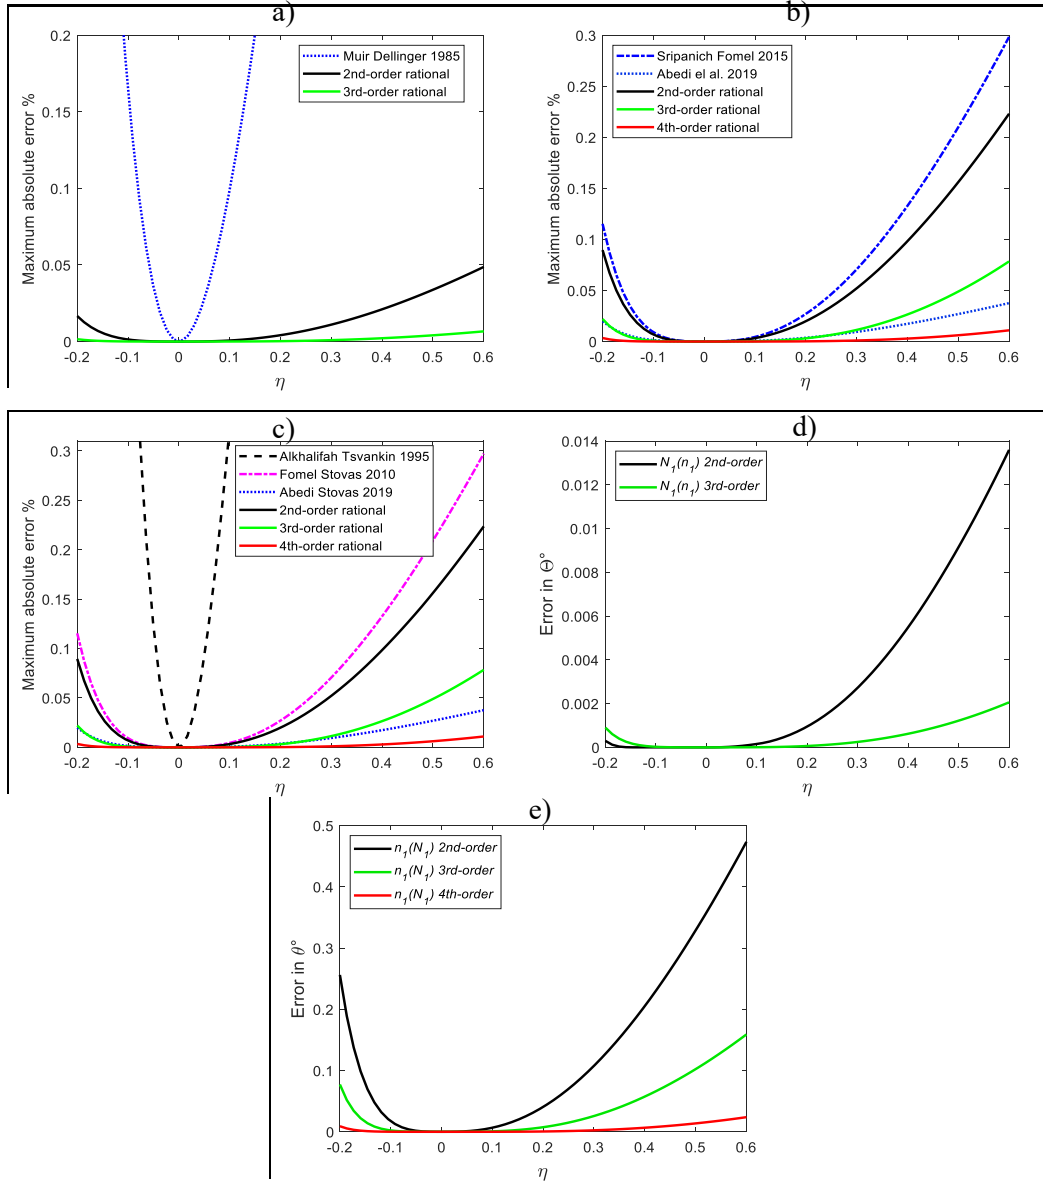 a)
0.2
0.15
0.1
0.05
0
Maximum absolute error %
Muir Dellinger 1985
2nd-order rational
3rd-order rational
-0.2 -0.1 0 0.1 0.2 0.3 0.4 0.5 0.6
η
b)
0.3
0.25
0.2
0.15
0.1
0.05
0
Maximum absolute error %
Sripanich Fomel 2015
Abedi el al. 2019
2nd-order rational
3rd-order rational
4th-order rational
-0.2 -0.1 0 0.1 0.2 0.3 0.4 0.5 0.6
η
c)
0.3
0.25
0.2
0.15
0.1
0.05
0
Maximum absolute error %
Alkhalifah Tsvankin 1995
Fomel Stovas 2010
Abedi Stovas 2019
2nd-order rational
3rd-order rational
4th-order rational
-0.2 -0.1 0 0.1 0.2 0.3 0.4 0.5 0.6
η
d)
0.014
0.012
0.01
0.008
0.006
0.004
0.002
0
Error in Θ°
N₁(n₁) 2nd-order
N₁(n₁) 3rd-order
-0.2 -0.1 0 0.1 0.2 0.3 0.4 0.5 0.6
η
e)
0.5
0.4
0.3
0.2
0.1
0
Error in θ°
n₁(N₁) 2nd-order
n₁(N₁) 3rd-order
n₁(N₁) 4th-order
-0.2 -0.1 0 0.1 0.2 0.3 0.4 0.5 0.6
η